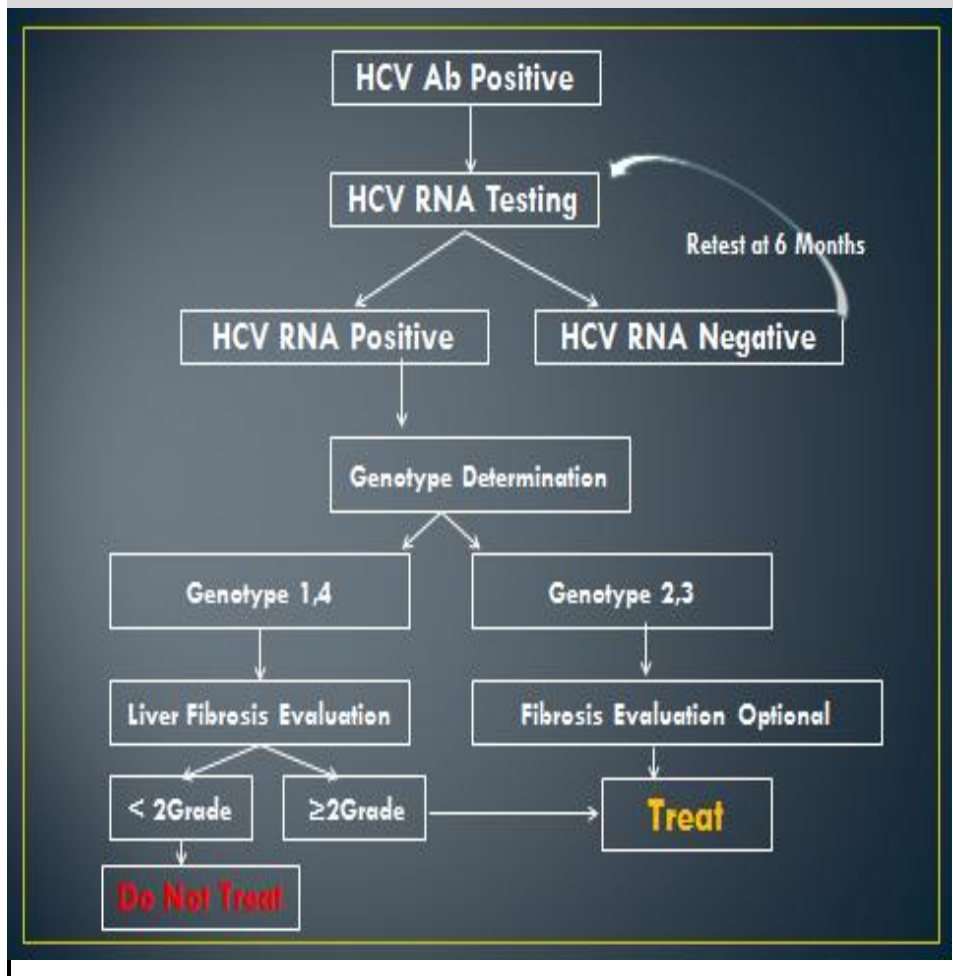 HCV Ab Positive
HCV RNA Testing
Retest at 6 Months
HCV RNA Positive
HCV RNA Negative
Genotype Determination
Genotype 1,4
Genotype 2,3
Liver Fibrosis Evaluation
Fibrosis Evaluation Optional
< 2Grade
≥2Grade
Treat
Do Not Treat